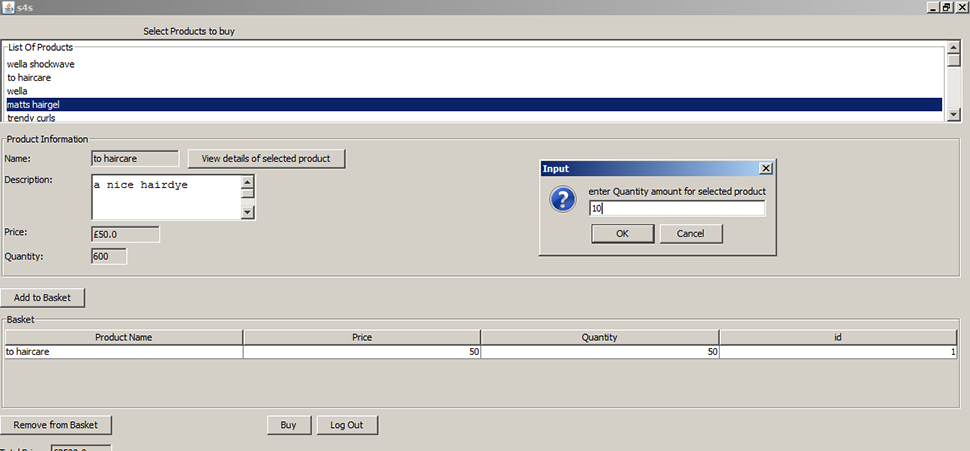 s4s
Select Products to buy
List Of Products
wella shockwave
to haircare
wella
matts hairgel
trendy curls
Product Information
Name:
to haircare
View details of selected product
Description:
a nice hairdye
Price:
£50.0
Quantity:
600
Input
enter Quantity amount for selected product
10
OK Cancel
Add to Basket
Basket
Product Name Price Quantity id
to haircare 50 50 1
Remove from Basket Buy Log Out